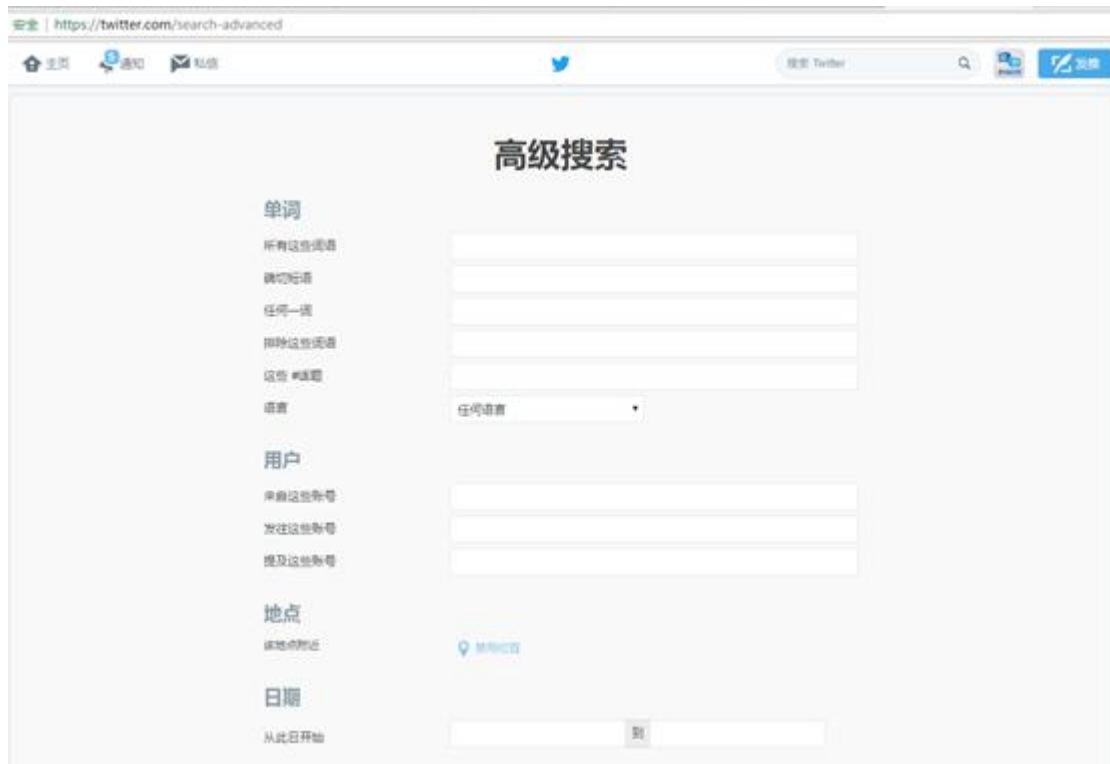 安全 | https://twitter.com/search-advanced
主页 通知 私信 搜索 Twitter 发推
高级搜索
单词
所有这些词语
确切短语
任何一词
排除这些词语
这些 #话题
语言 任何语言
用户
来自这些账号
发往这些账号
提及这些账号
地点
该地点附近
日期
从此日开始 到